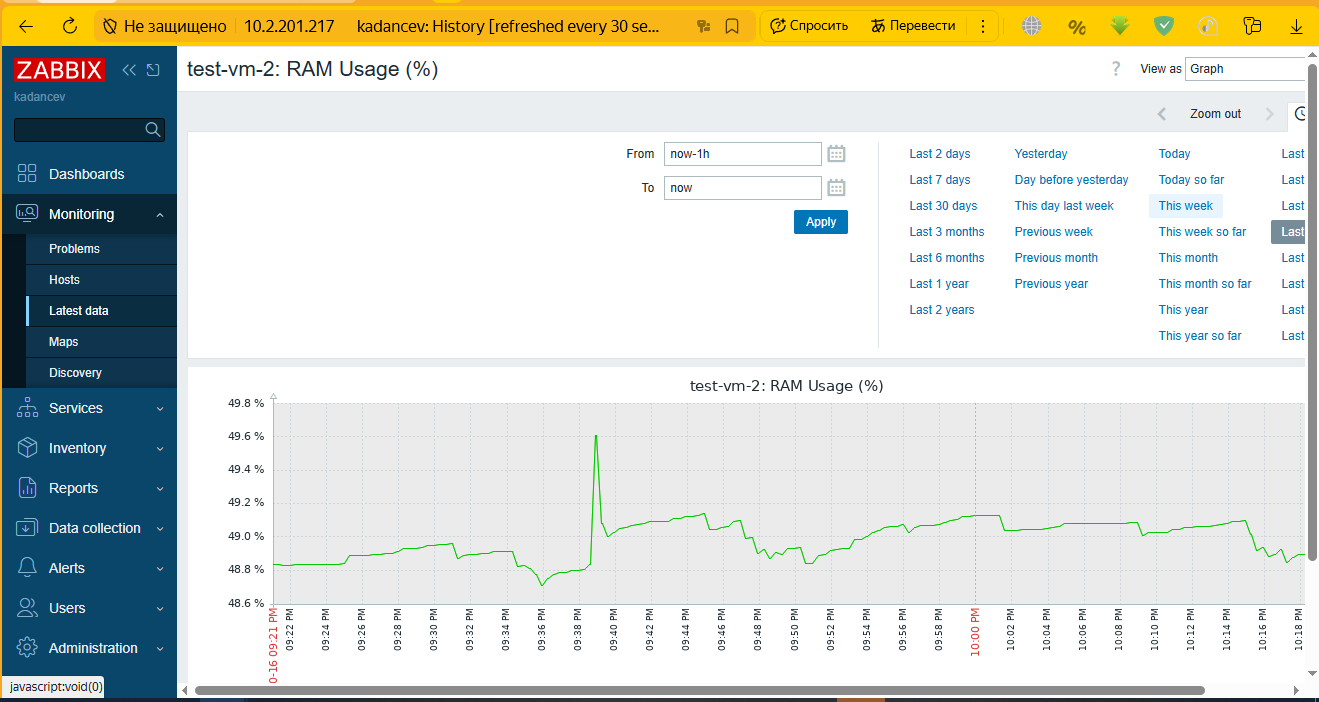 Не защищено 10.2.201.217 kadancev: History [refreshed every 30 se... Спросить Перевести
ZABBIX
kadancev
Dashboards
Monitoring
Problems
Hosts
Latest data
Maps
Discovery
Services
Inventory
Reports
Data collection
Alerts
Users
Administration
javascript:void(0)
test-vm-2: RAM Usage (%)
? View as Graph
Zoom out
From now-1h
To now
Apply
Last 2 days Yesterday Today Last
Last 7 days Day before yesterday Today so far Last
Last 30 days This day last week This week Last
Last 3 months Previous week This week so far Last
Last 6 months Previous month This month Last
Last 1 year Previous year This month so far Last
Last 2 years This year Last
This year so far Last
test-vm-2: RAM Usage (%)
49.8 %
49.6 %
49.4 %
49.2 %
49.0 %
48.8 %
48.6 %
0-16 09:21 PM
09:22 PM
09:24 PM
09:26 PM
09:28 PM
09:30 PM
09:32 PM
09:34 PM
09:36 PM
09:38 PM
09:40 PM
09:42 PM
09:44 PM
09:46 PM
09:48 PM
09:50 PM
09:52 PM
09:54 PM
09:56 PM
09:58 PM
10:00 PM
10:02 PM
10:04 PM
10:06 PM
10:08 PM
10:10 PM
10:12 PM
10:14 PM
10:16 PM
10:18 PM